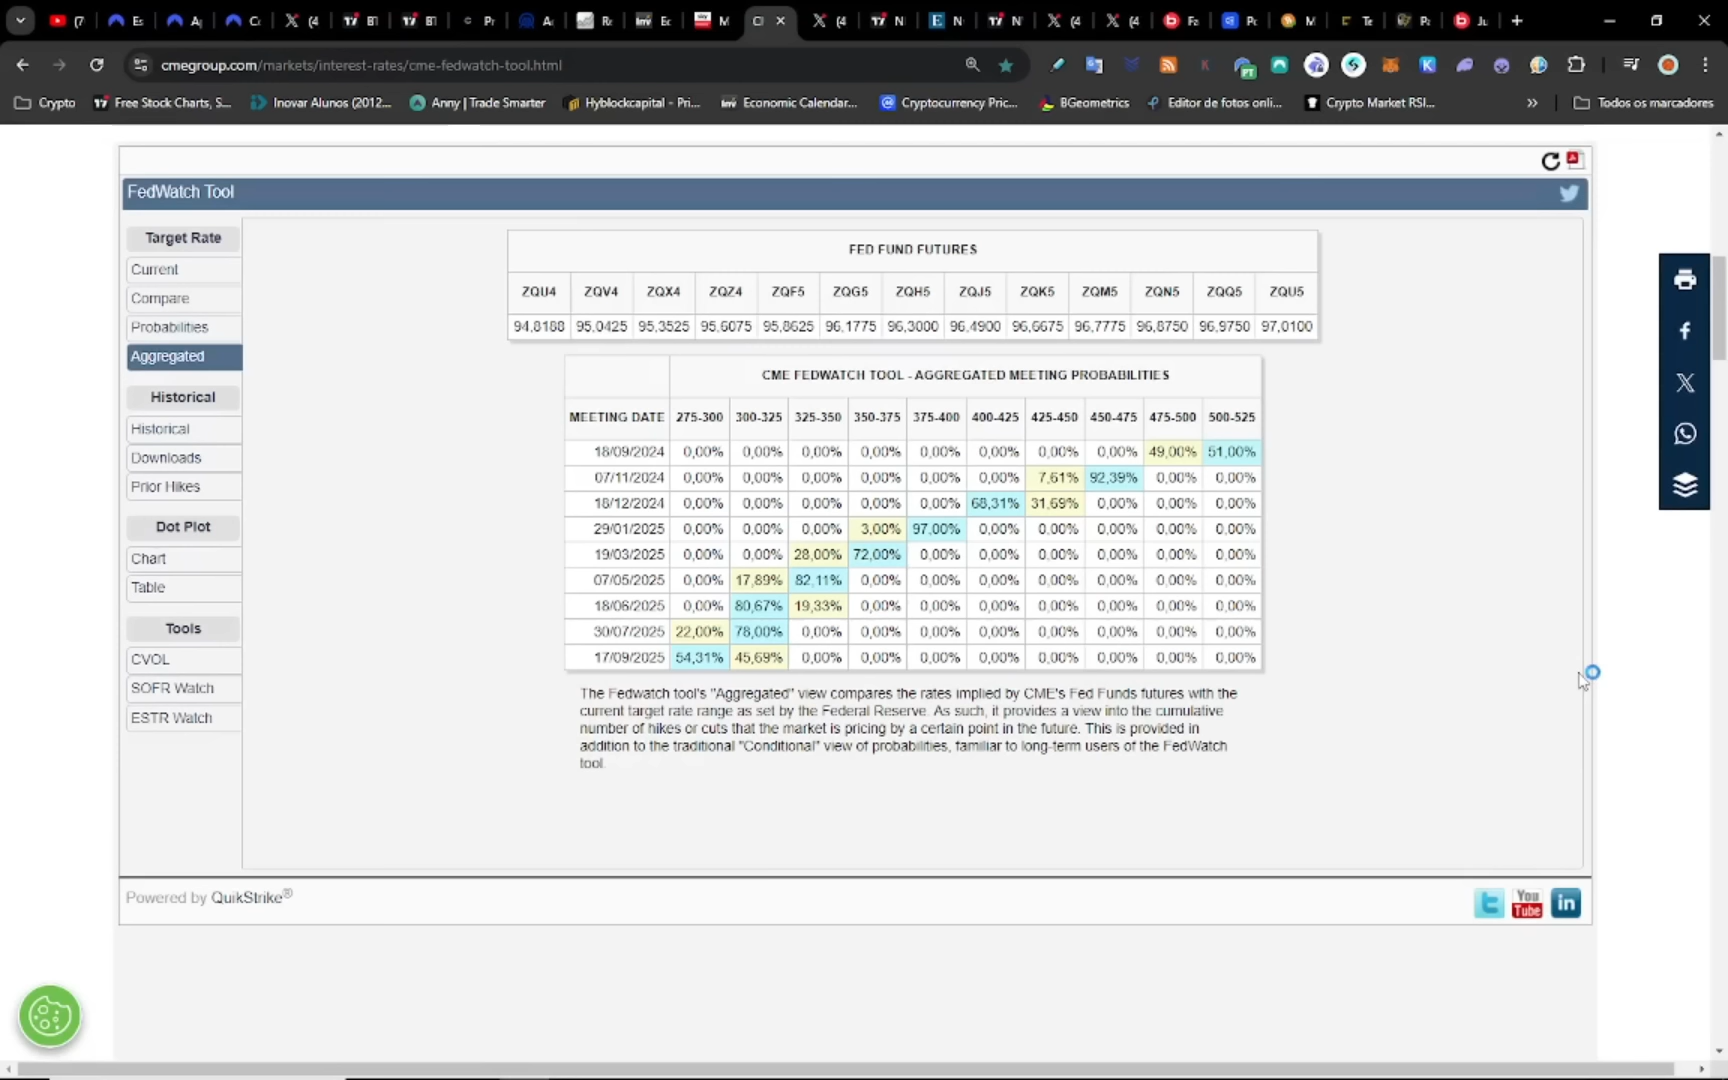 (7
Es
A
C
(4
B1
B1
Pr
A
Re
Ec
M
Cl
(4
N
N
N'
(4
(4
Fa
Po
M
Te
Pa
Ju
cmegroup.com/markets/interest-rates/cme-fedwatch-tool.html
Crypto
Free Stock Charts, S...
Inovar Alunos (2012...
Anny | Trade Smarter
Hyblockcapital - Pri...
Economic Calendar...
Cryptocurrency Pric...
BGeometrics
Editor de fotos onli...
Crypto Market RSI...
Todos os marcadores
FedWatch Tool
Target Rate
Current
Compare
Probabilities
Aggregated
Historical
Historical
Downloads
Prior Hikes
Dot Plot
Chart
Table
Tools
CVOL
SOFR Watch
ESTR Watch
FED FUND FUTURES
ZQU4 ZQV4 ZQX4 ZQZ4 ZQF5 ZQG5 ZQH5 ZQJ5 ZQK5 ZQM5 ZQN5 ZQQ5 ZQU5
94,8188 95,0425 95,3525 95,6075 95,8625 96,1775 96,3000 96,4900 96,6675 96,7775 96,8750 96,9750 97,0100
CME FEDWATCH TOOL - AGGREGATED MEETING PROBABILITIES
MEETING DATE 275-300 300-325 325-350 350-375 375-400 400-425 425-450 450-475 475-500 500-525
18/09/2024 0,00% 0,00% 0,00% 0,00% 0,00% 0,00% 0,00% 0,00% 49,00% 51,00%
07/11/2024 0,00% 0,00% 0,00% 0,00% 0,00% 0,00% 7,61% 92,39% 0,00% 0,00%
18/12/2024 0,00% 0,00% 0,00% 0,00% 0,00% 68,31% 31,69% 0,00% 0,00% 0,00%
29/01/2025 0,00% 0,00% 0,00% 3,00% 97,00% 0,00% 0,00% 0,00% 0,00% 0,00%
19/03/2025 0,00% 0,00% 28,00% 72,00% 0,00% 0,00% 0,00% 0,00% 0,00% 0,00%
07/05/2025 0,00% 17,89% 82,11% 0,00% 0,00% 0,00% 0,00% 0,00% 0,00% 0,00%
18/06/2025 0,00% 80,67% 19,33% 0,00% 0,00% 0,00% 0,00% 0,00% 0,00% 0,00%
30/07/2025 22,00% 78,00% 0,00% 0,00% 0,00% 0,00% 0,00% 0,00% 0,00% 0,00%
17/09/2025 54,31% 45,69% 0,00% 0,00% 0,00% 0,00% 0,00% 0,00% 0,00% 0,00%
The Fedwatch tool's "Aggregated" view compares the rates implied by CME's Fed Funds futures with the
current target rate range as set by the Federal Reserve. As such, it provides a view into the cumulative
number of hikes or cuts that the market is pricing by a certain point in the future. This is provided in
addition to the traditional "Conditional" view of probabilities, familiar to long-term users of the FedWatch
tool.
Powered by QuikStrike®
You
Tube
in